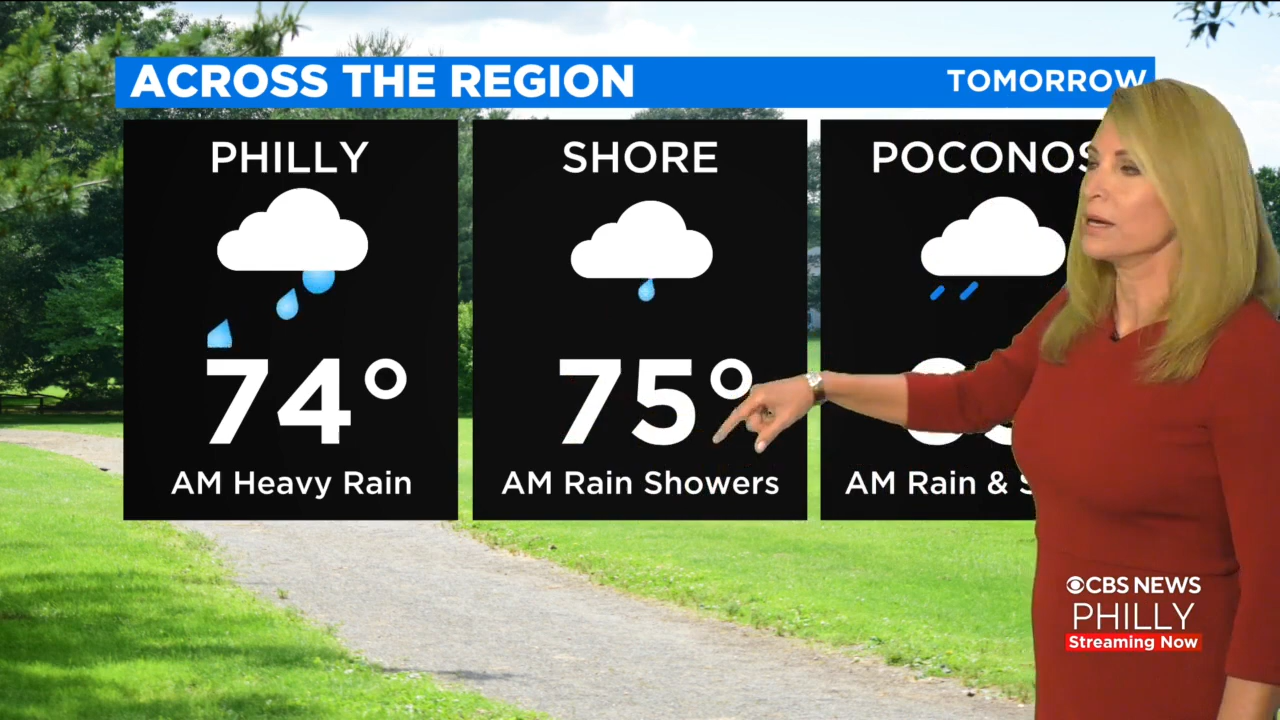 ACROSS THE REGION
TOMORROW
PHILLY
SHORE
POCONOS
74°
75°
AM Heavy Rain
AM Rain Showers
AM Rain &
CBS NEWS
PHILLY
Streaming Now